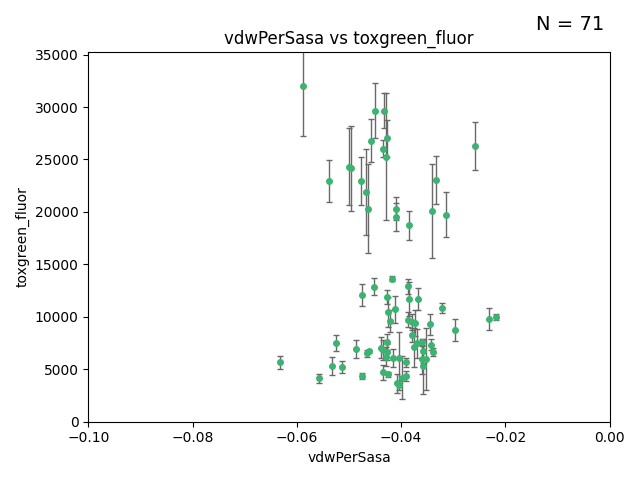 N = 71
vdwPerSasa vs toxgreen_fluor
toxgreen_fluor
35000
30000
25000
20000
15000
10000
5000
0
−0.10 −0.08 −0.06 −0.04 −0.02 0.00
vdwPerSasa